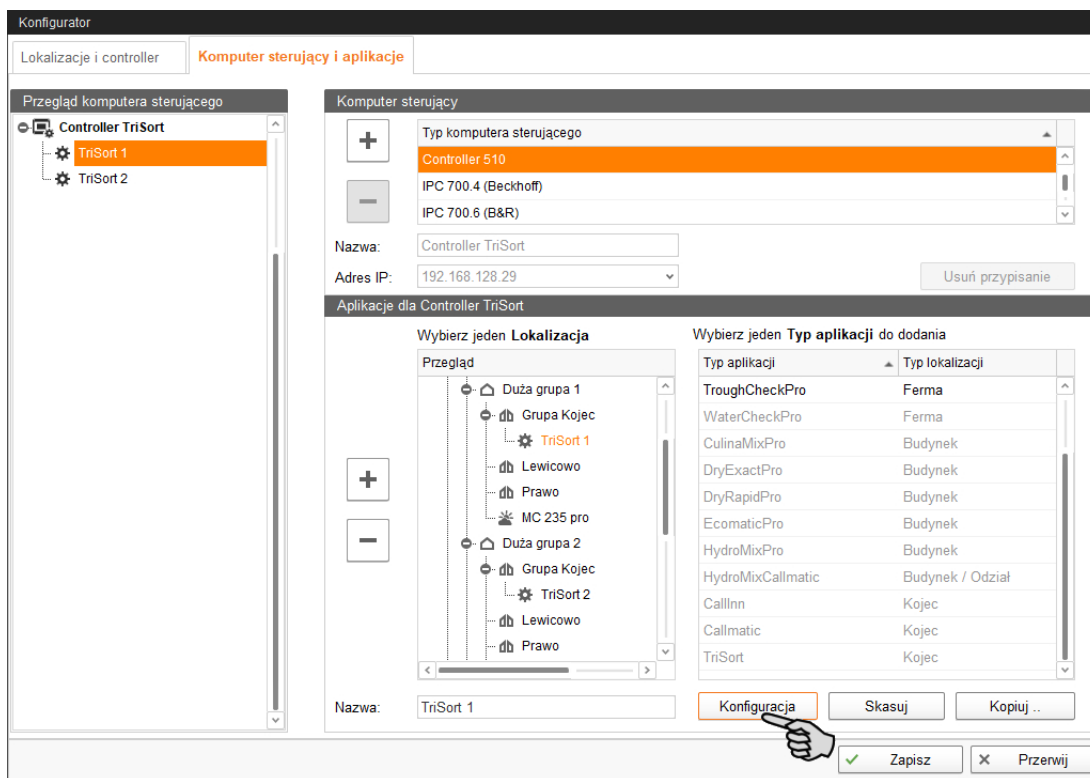 Konfigurator
Lokalizacje i controller
Komputer sterujący i aplikacje
Przegląd komputera sterującego
Controller TriSort
TriSort 1
TriSort 2
Komputer sterujący
Typ komputera sterującego
Controller 510
IPC 700.4 (Beckhoff)
IPC 700.6 (B&R)
Nazwa: Controller TriSort
Adres IP: 192.168.128.29
Usuń przypisanie
Aplikacje dla Controller TriSort
Wybierz jeden Lokalizacja
Przegląd
Duża grupa 1
Grupa Kojec
TriSort 1
Lewicowo
Prawo
MC 235 pro
Duża grupa 2
Grupa Kojec
TriSort 2
Lewicowo
Prawo
Nazwa: TriSort 1
Wybierz jeden Typ aplikacji do dodania
Typ aplikacji Typ lokalizacji
TroughCheckPro Ferma
WaterCheckPro Ferma
CulinaMixPro Budynek
DryExactPro Budynek
DryRapidPro Budynek
EcomaticPro Budynek
HydroMixPro Budynek
HydroMixCallmatic Budynek / Odział
CallInn Kojec
Callmatic Kojec
TriSort Kojec
Konfiguracja Skasuj Kopiuj ..
Zapisz Przerwij